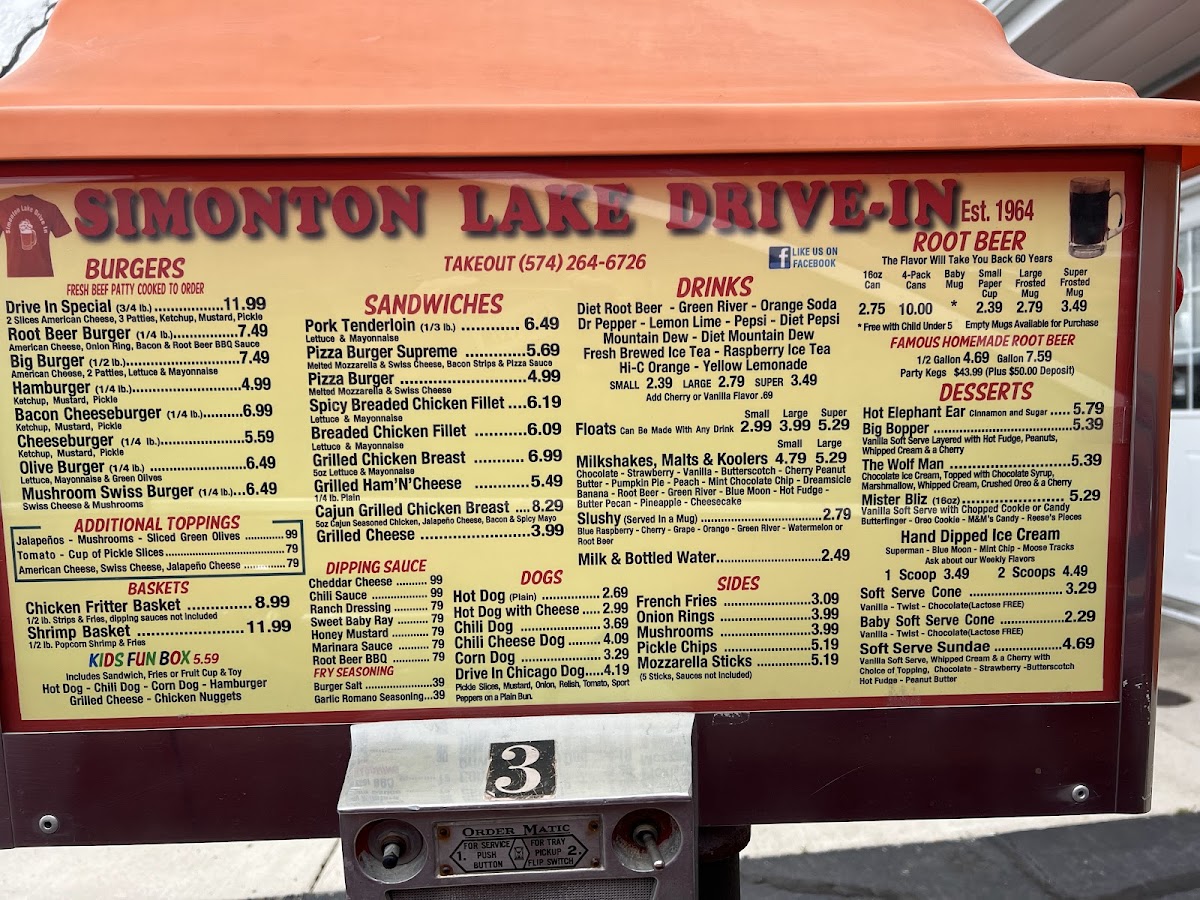 Simonton Lake Drive In
SIMONTON LAKE DRIVE-IN Est. 1964
TAKEOUT (574) 264-6726
f LIKE US ON
FACEBOOK
BURGERS
FRESH BEEF PATTY COOKED TO ORDER
Drive In Special (3/4 lb.)...............11.99
2 Slices American Cheese, 3 Patties, Ketchup, Mustard, Pickle
Root Beer Burger (1/4 lb.)..............7.49
American Cheese, Onion Ring, Bacon & Root Beer BBQ Sauce
Big Burger (1/2 lb.)........................7.49
American Cheese, 2 Patties, Lettuce & Mayonnaise
Hamburger (1/4 lb.)........................4.99
Ketchup, Mustard, Pickle
Bacon Cheeseburger (1/4 lb.).........6.99
Ketchup, Mustard, Pickle
Cheeseburger (1/4 lb.)...................5.59
Ketchup, Mustard, Pickle
Olive Burger (1/4 lb.) .....................6.49
Lettuce, Mayonnaise & Green Olives
Mushroom Swiss Burger (1/4 lb.)...6.49
Swiss Cheese & Mushrooms
ADDITIONAL TOPPINGS
Jalapeños - Mushrooms - Sliced Green Olives ..........99
Tomato - Cup of Pickle Slices.................................79
American Cheese, Swiss Cheese, Jalapeño Cheese ..............79
BASKETS
Chicken Fritter Basket ............... 8.99
1/2 lb. Strips & Fries, dipping sauces not included
Shrimp Basket .........................11.99
1/2 lb. Popcorn Shrimp & Fries
KIDS FUN BOX 5.59
Includes Sandwich, Fries or Fruit Cup & Toy
Hot Dog - Chili Dog - Corn Dog - Hamburger
Grilled Cheese - Chicken Nuggets
SANDWICHES
Pork Tenderloin (1/3 lb.) ............ 6.49
Lettuce & Mayonnaise
Pizza Burger Supreme ..............5.69
Melted Mozzarella & Swiss Cheese, Bacon Strips & Pizza Sauce
Pizza Burger ..........................4.99
Melted Mozzarella & Swiss Cheese
Spicy Breaded Chicken Fillet ....6.19
Lettuce & Mayonnaise
Breaded Chicken Fillet ............6.09
Lettuce & Mayonnaise
Grilled Chicken Breast ............ 6.99
5oz Lettuce & Mayonnaise
Grilled Ham'N'Cheese ............5.49
1/4 lb. Plain
Cajun Grilled Chicken Breast ....8.29
5oz Cajun Seasoned Chicken, Jalapeño Cheese, Bacon & Spicy Mayo
Grilled Cheese ........................3.99
DIPPING SAUCE
Cheddar Cheese .......... 99
Chili Sauce ................ 99
Ranch Dressing .......... 79
Sweet Baby Ray .......... 79
Honey Mustard .......... 79
Marinara Sauce .......... 79
Root Beer BBQ .......... 79
FRY SEASONING
Burger Salt ......................39
Garlic Romano Seasoning...39
DOGS
Hot Dog (Plain) ...................2.69
Hot Dog with Cheese .... 2.99
Chili Dog .....................3.69
Chili Cheese Dog .......... 4.09
Corn Dog ..................... 3.29
Drive In Chicago Dog....4.19
Pickle Slices, Mustard, Onion, Relish, Tomato, Sport
Peppers on a Plain Bun.
DRINKS
Diet Root Beer - Green River - Orange Soda
Dr Pepper - Lemon Lime - Pepsi - Diet Pepsi
Mountain Dew - Diet Mountain Dew
Fresh Brewed Ice Tea - Raspberry Ice Tea
Hi-C Orange - Yellow Lemonade
SMALL 2.39 LARGE 2.79 SUPER 3.49
Add Cherry or Vanilla Flavor .69
Small Large Super
Floats Can Be Made With Any Drink 2.99 3.99 5.29
Small Large
Milkshakes, Malts & Koolers 4.79 5.29
Chocolate - Strawberry - Vanilla - Butterscotch - Cherry Peanut
Butter - Pumpkin Pie - Peach - Mint Chocolate Chip - Dreamsicle
Banana - Root Beer - Green River - Blue Moon - Hot Fudge -
Butter Pecan - Pineapple - Cheesecake
Slushy (Served In a Mug) ...................................2.79
Blue Raspberry - Cherry - Grape - Orange - Green River - Watermelon or
Root Beer
Milk & Bottled Water........................2.49
SIDES
French Fries ......................3.09
Onion Rings ......................3.99
Mushrooms ......................3.99
Pickle Chips ......................5.19
Mozzarella Sticks ..............5.19
(5 Sticks, Sauces not Included)
ROOT BEER
The Flavor Will Take You Back 60 Years
16oz Can 4-Pack Cans Baby Mug Small Paper Cup Large Frosted Mug Super Frosted Mug
2.75 10.00 * 2.39 2.79 3.49
* Free with Child Under 5 Empty Mugs Available for Purchase
FAMOUS HOMEMADE ROOT BEER
1/2 Gallon 4.69 Gallon 7.59
Party Kegs $43.99 (Plus $50.00 Deposit)
DESSERTS
Hot Elephant Ear Cinnamon and Sugar ..... 5.79
Big Bopper ....................................5.39
Vanilla Soft Serve Layered with Hot Fudge, Peanuts,
Whipped Cream & a Cherry
The Wolf Man ...............................5.39
Chocolate Ice Cream, Topped with Chocolate Syrup,
Marshmallow, Whipped Cream, Crushed Oreo & a Cherry
Mister Bliz (16oz) .......................... 5.29
Vanilla Soft Serve with Chopped Cookie or Candy
Butterfinger - Oreo Cookie - M&M's Candy - Reese's Pieces
Hand Dipped Ice Cream
Superman - Blue Moon - Mint Chip - Moose Tracks
Ask about our Weekly Flavors
1 Scoop 3.49 2 Scoops 4.49
Soft Serve Cone .......................... 3.29
Vanilla - Twist - Chocolate(Lactose FREE)
Baby Soft Serve Cone ..................2.29
Vanilla - Twist - Chocolate(Lactose FREE)
Soft Serve Sundae .......................4.69
Vanilla Soft Serve, Whipped Cream & a Cherry with
Choice of Topping, Chocolate - Strawberry -Butterscotch
Hot Fudge - Peanut Butter
3
ORDER MATIC
1. FOR SERVICE PUSH BUTTON
FOR TRAY PICKUP FLIP SWITCH 2.